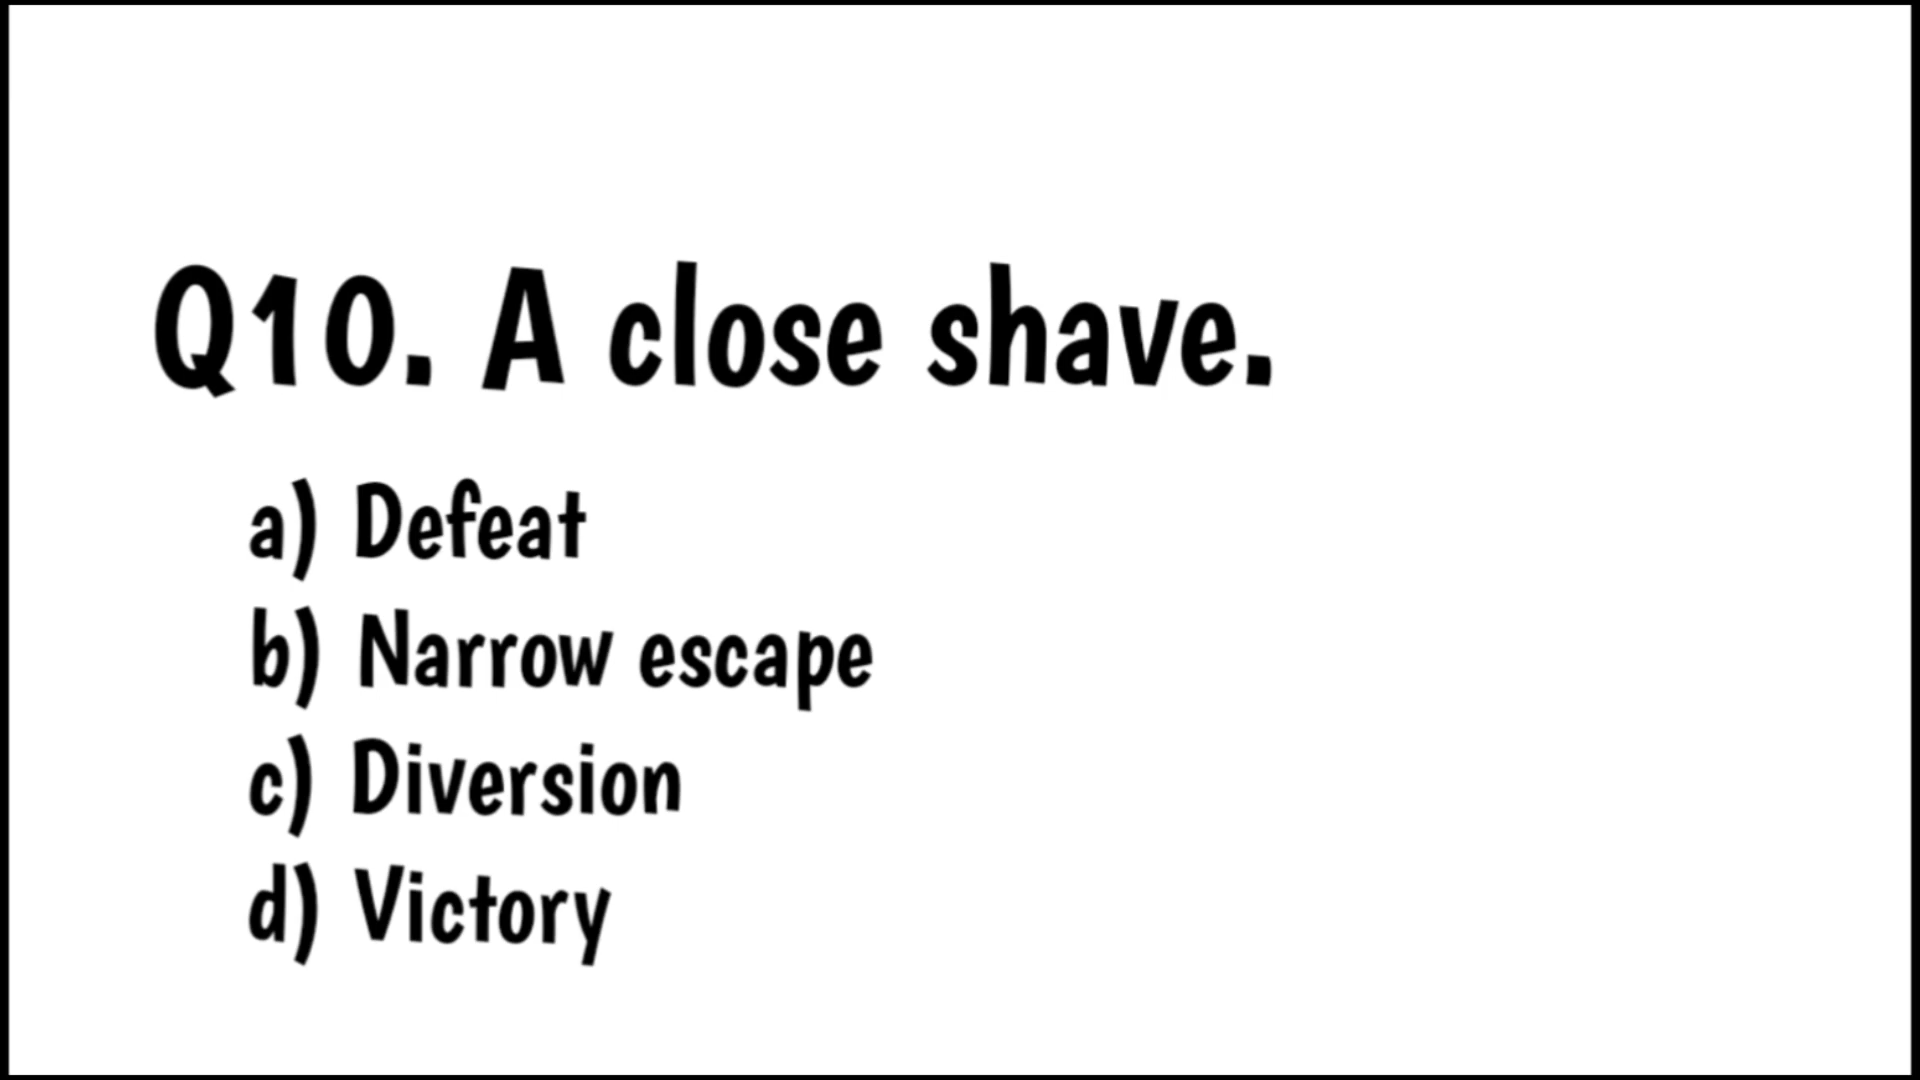 Q10. A close shave.
a) Defeat
b) Narrow escape
c) Diversion
d) Victory